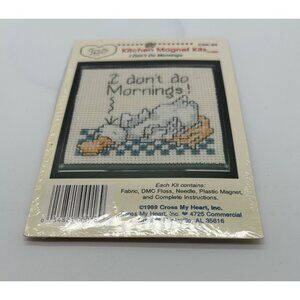 Kitchen Magnet Kits
I Don't Do Mornings
I don't do
Mornings!
Each Kit contains:
Fabric, DMC Floss, Needle, Plastic Magnet,
and Complete Instructions.
©1989 Cross My Heart, Inc.
Cross My Heart, Inc. ♥ 4725 Commercial
AL 35816